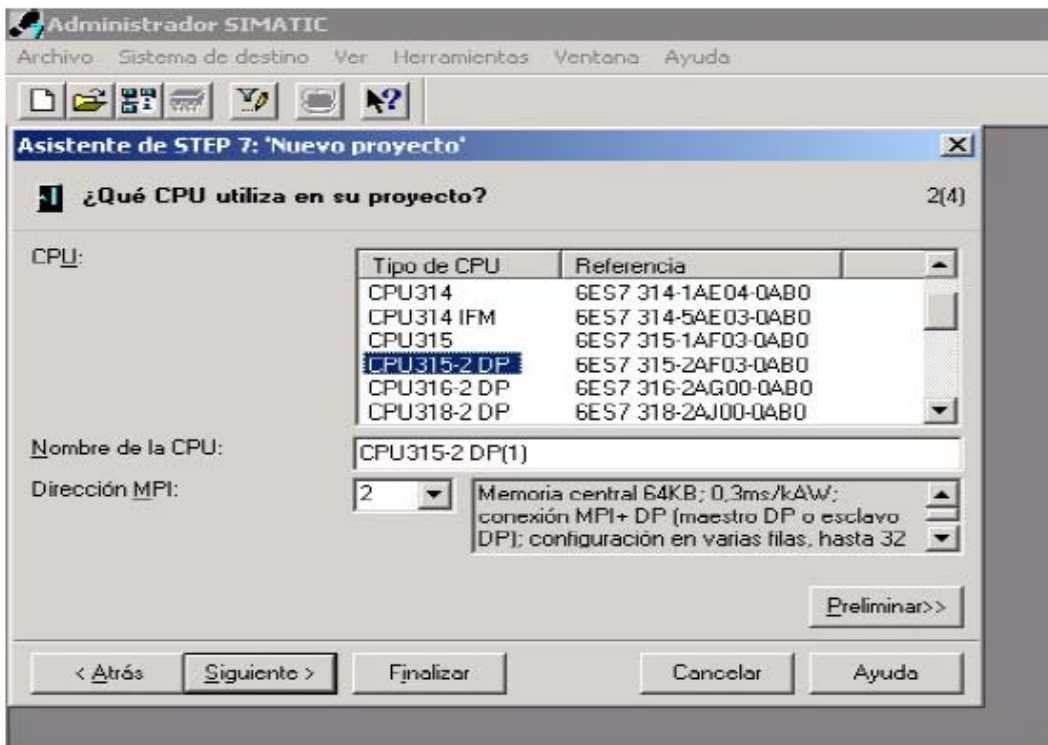 Administrador SIMATIC
Archivo Sistema de destino Ver Herramientas Ventana Ayuda
Asistente de STEP 7: 'Nuevo proyecto'
¿Qué CPU utiliza en su proyecto? 2(4)
CPU:
Tipo de CPU Referencia
CPU314 6ES7 314-1AE04-0AB0
CPU314 IFM 6ES7 314-5AE03-0AB0
CPU315 6ES7 315-1AF03-0AB0
CPU315-2 DP 6ES7 315-2AF03-0AB0
CPU316-2 DP 6ES7 316-2AG00-0AB0
CPU318-2 DP 6ES7 318-2AJ00-0AB0
Nombre de la CPU: CPU315-2 DP(1)
Dirección MPI: 2
Memoria central 64KB; 0,3ms/kAW;
conexión MPI+ DP (maestro DP o esclavo
DP); configuración en varias filas, hasta 32
Preliminar>>
< Atrás Siguiente > Finalizar Cancelar Ayuda